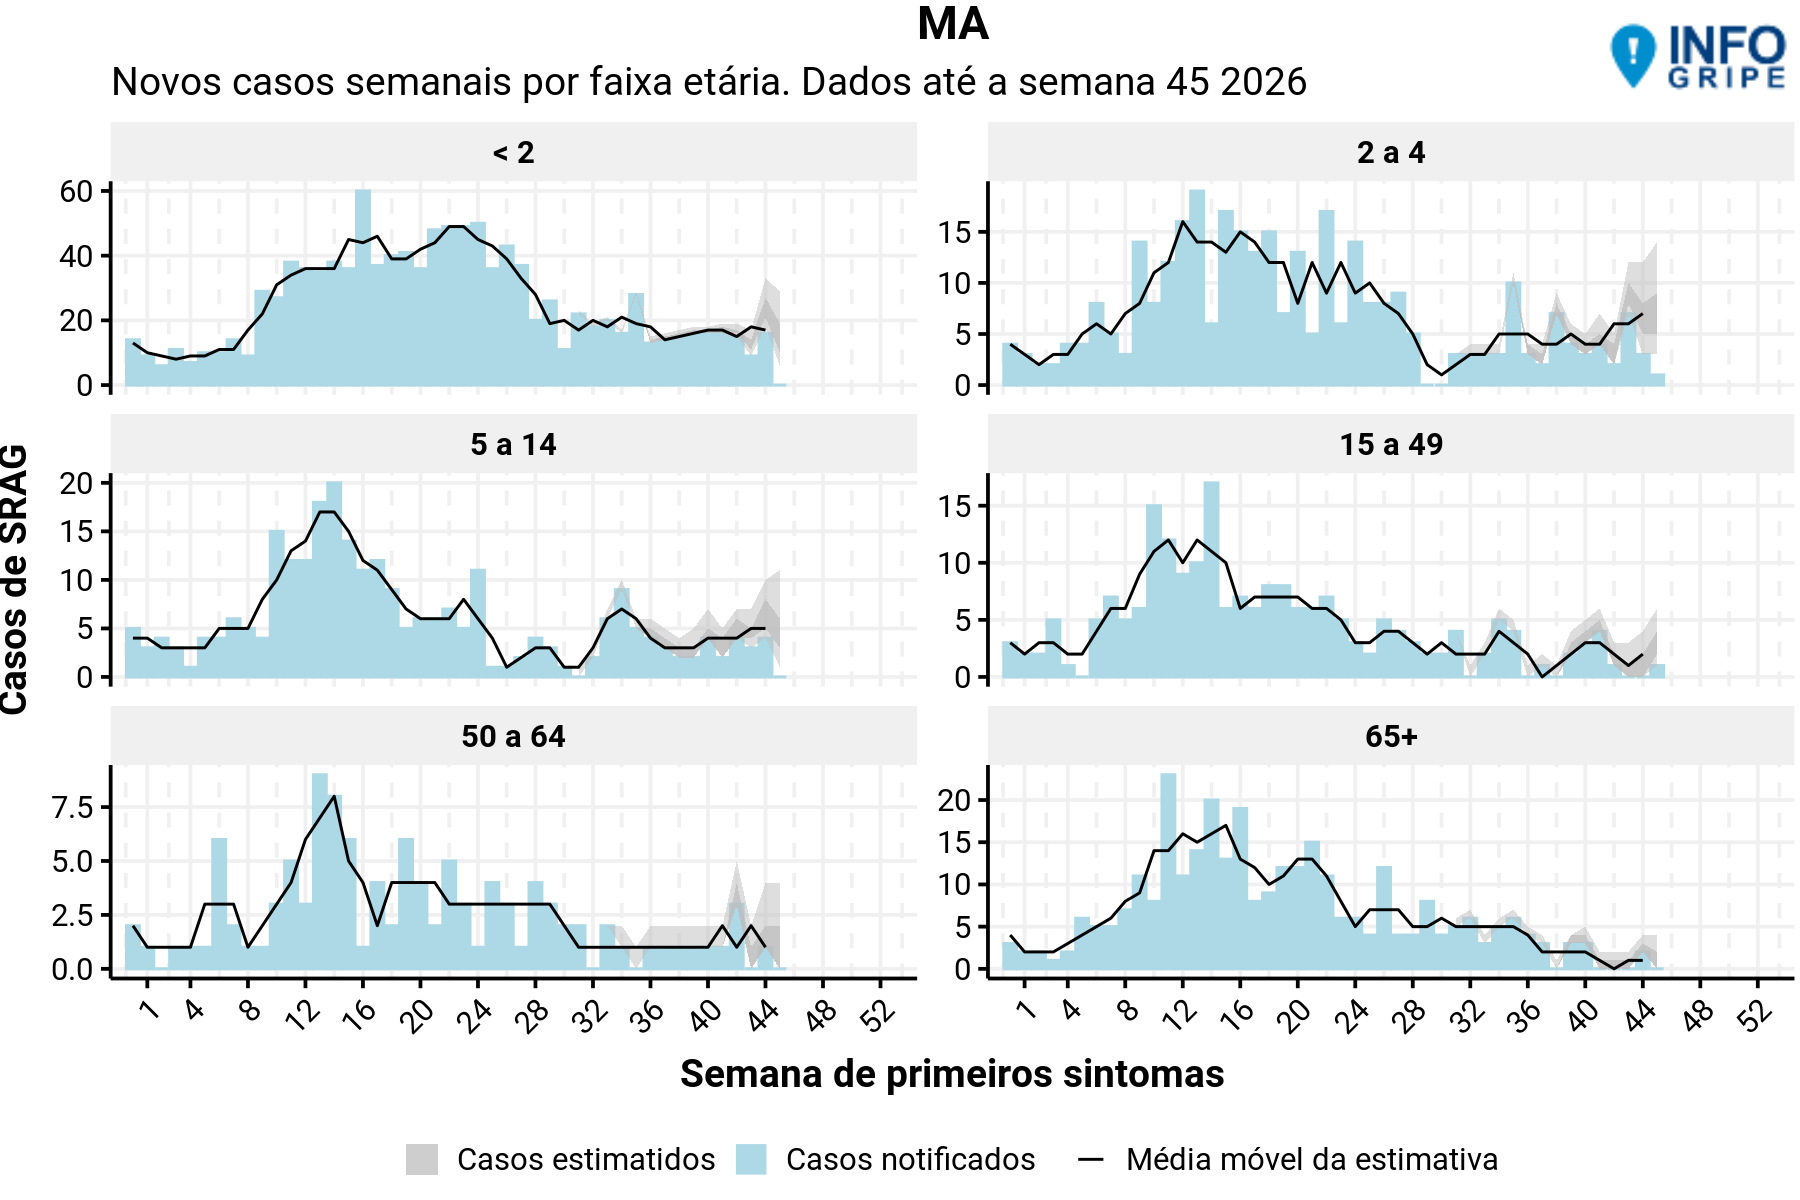 MA
INFO
GRIPE
Novos casos semanais por faixa etária. Dados até a semana 45 2026
< 2
2 a 4
60
40
20
0
15
10
5
0
5 a 14
15 a 49
20
15
10
5
0
15
10
5
0
Casos de SRAG
50 a 64
65+
7.5
5.0
2.5
0.0
20
15
10
5
0
1 4 8 12 16 20 24 28 32 36 40 44 48 52
1 4 8 12 16 20 24 28 32 36 40 44 48 52
Semana de primeiros sintomas
Casos estimatidos Casos notificados Média móvel da estimativa